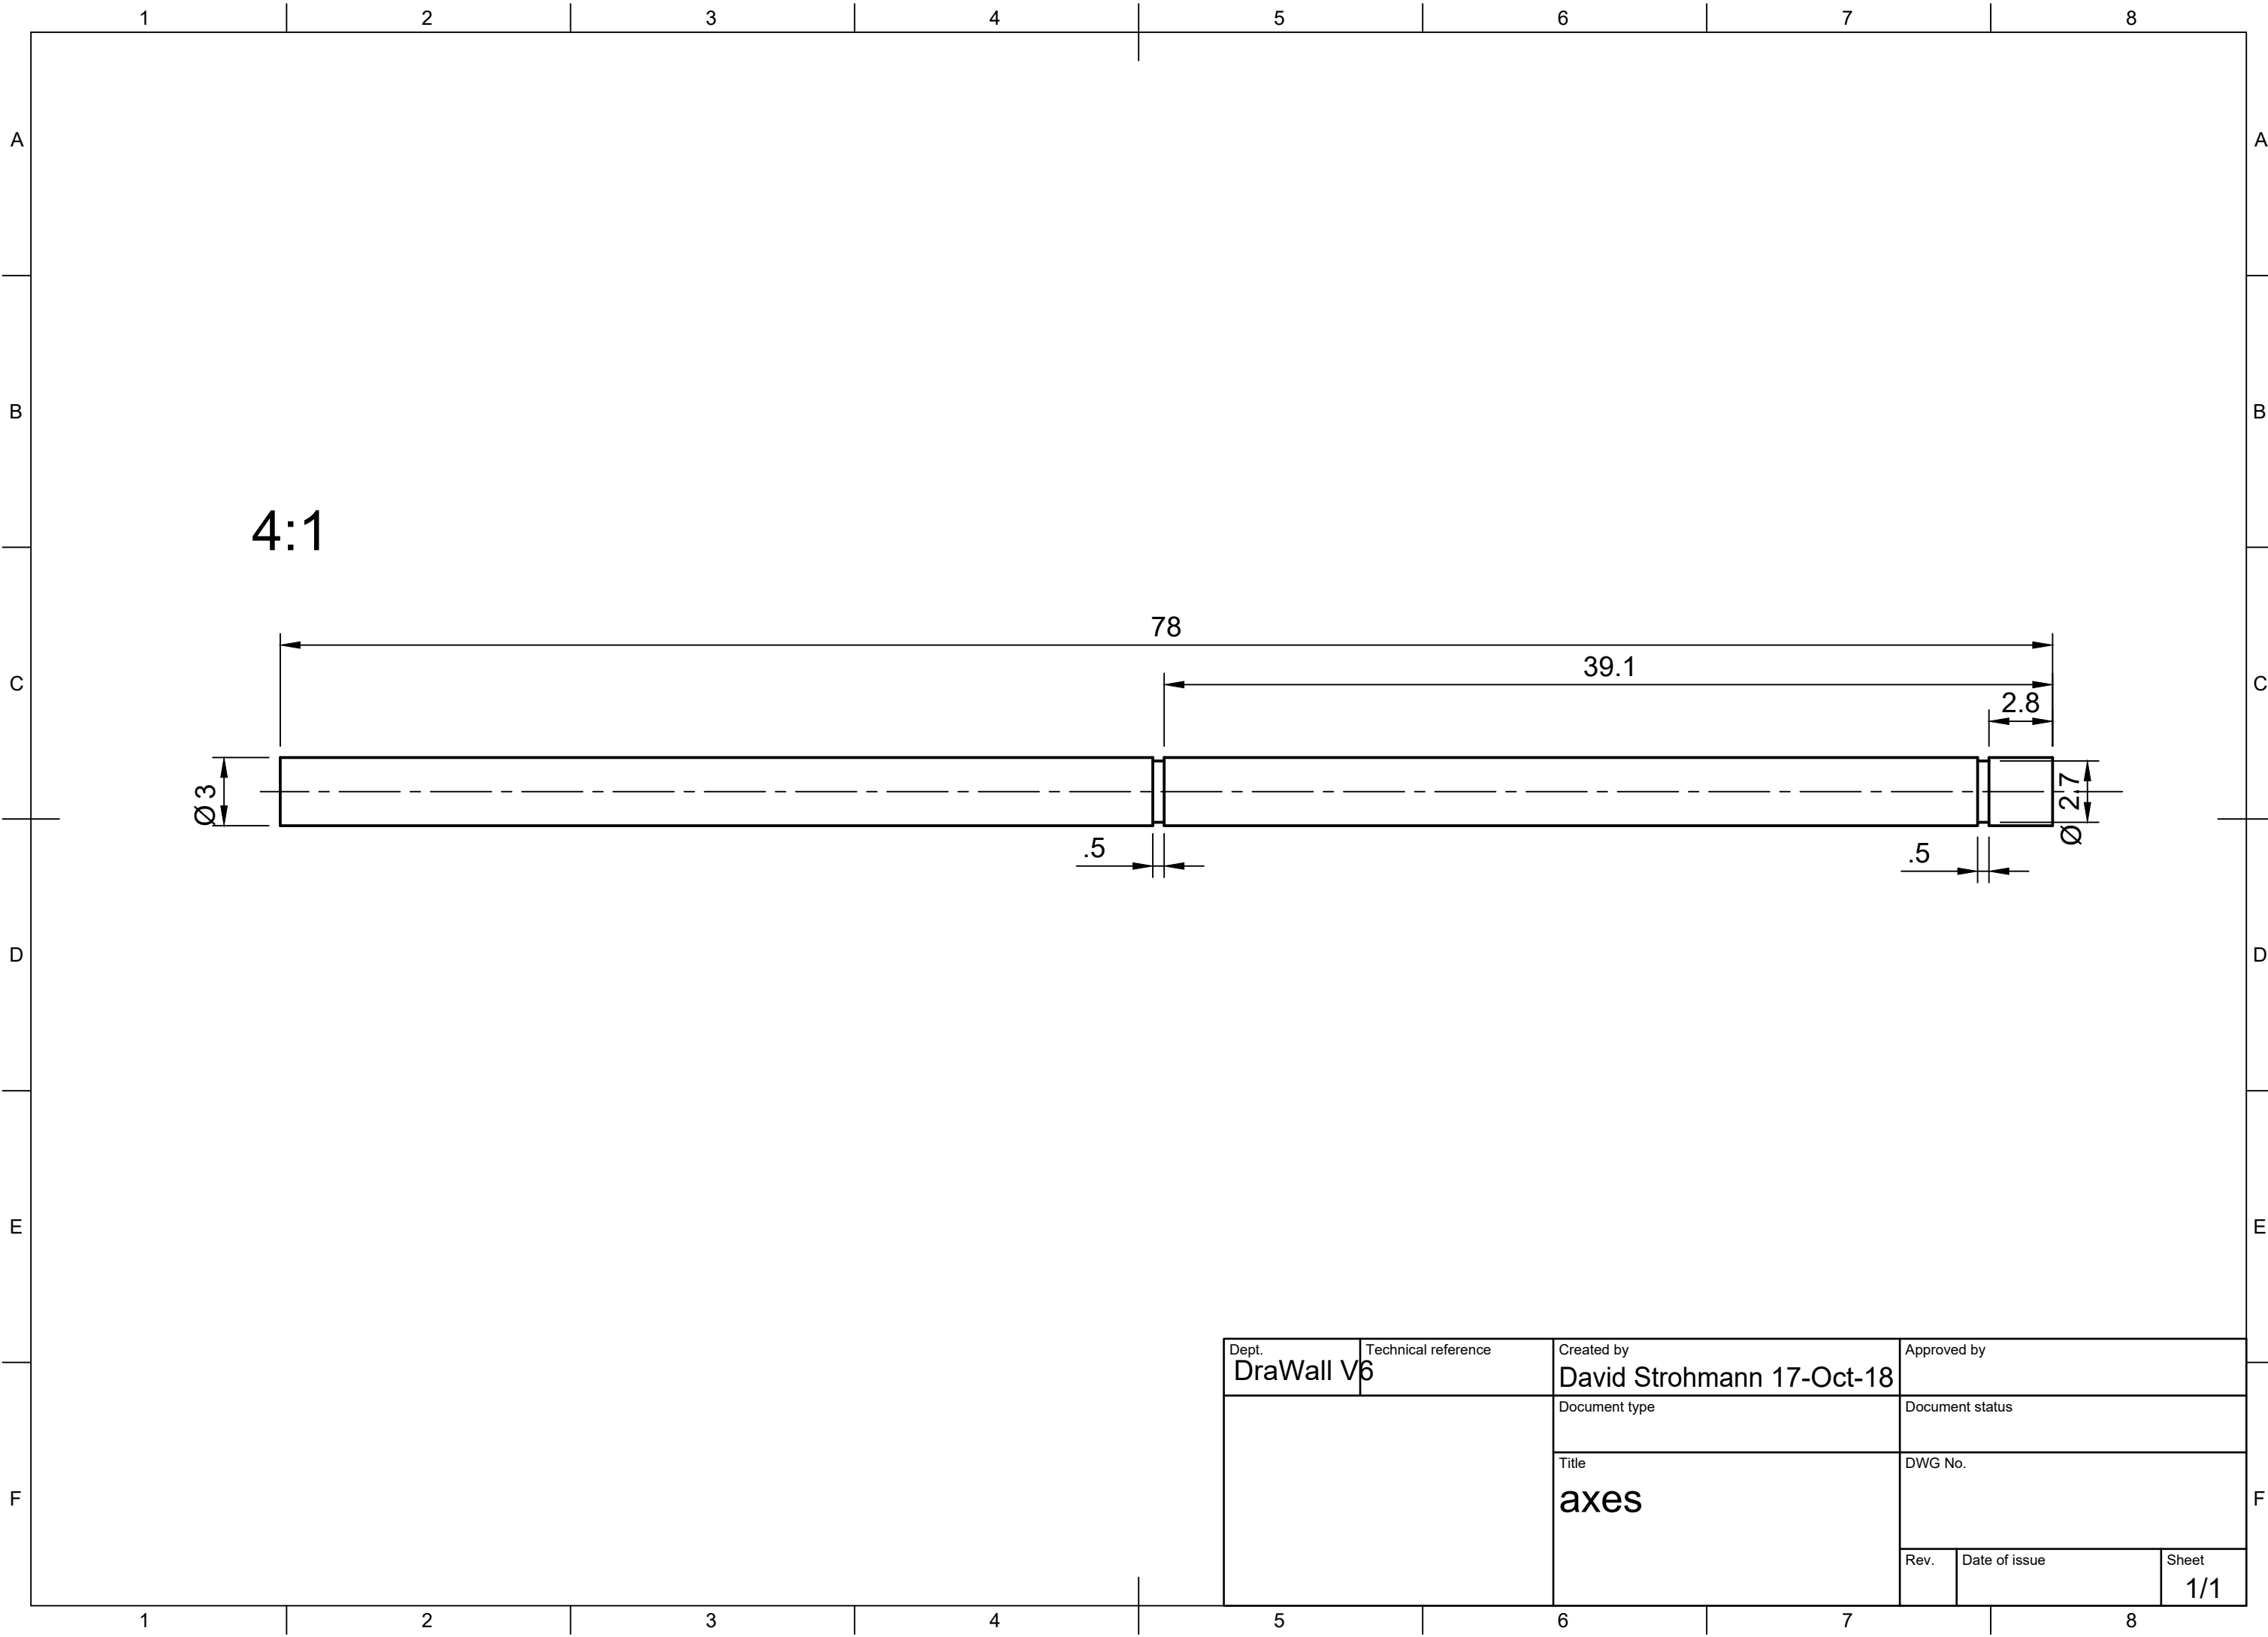 1 2 3 4 5 6 7 8
A A
B B
4:1
78
39.1
C C
2.8
Ø 3
Ø 2.7
.5
.5
D D
E E
Dept. Technical reference Created by Approved by
DraWall V6 David Strohmann 17-Oct-18
Document type Document status
Title DWG No.
axes
F F
Rev. Date of issue Sheet
1/1
1 2 3 4 5 6 7 8